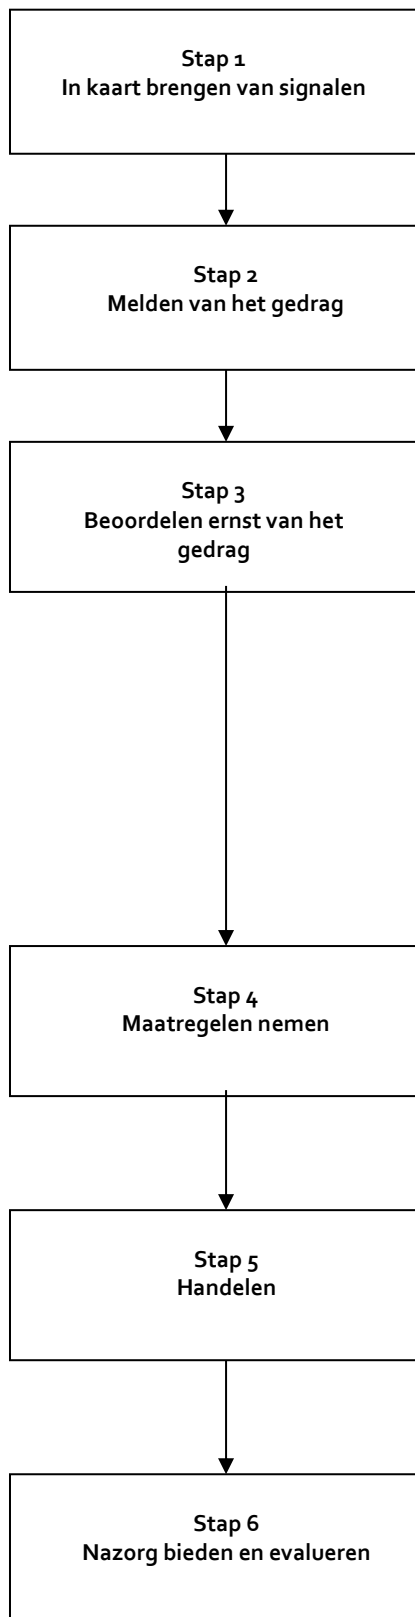 Stap 1
In kaart brengen van signalen
Stap 2
Melden van het gedrag
Stap 3
Beoordelen ernst van het
gedrag
Stap 4
Maatregelen nemen
Stap 5
Handelen
Stap 6
Nazorg bieden en evalueren